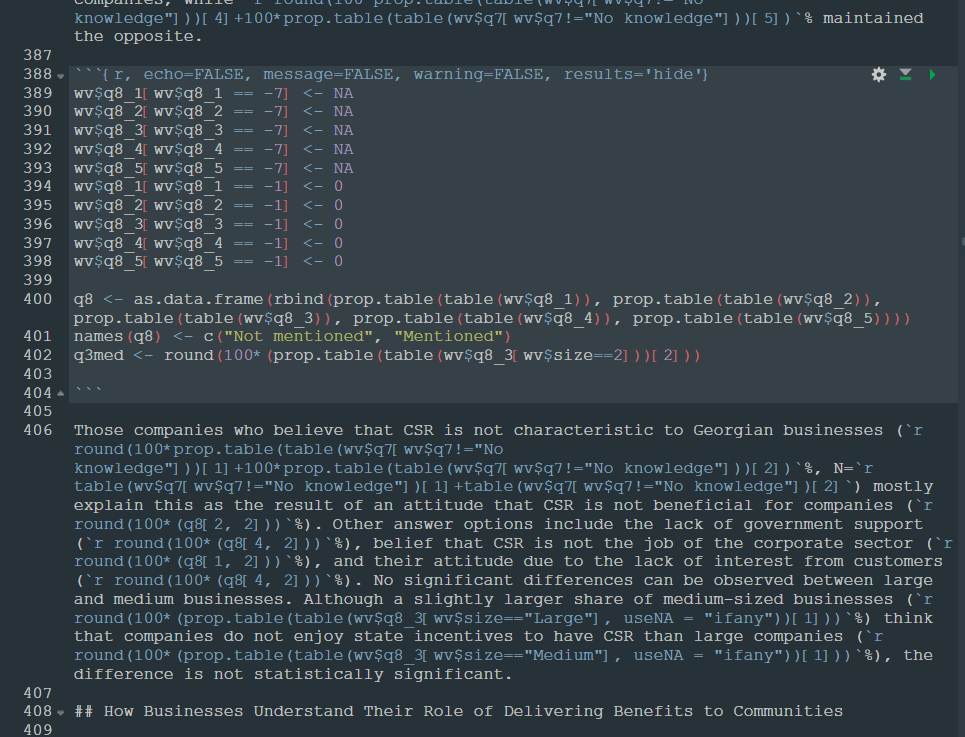 knowledge"]))[4]+100*prop.table(table(wv$q7[wv$q7!="No knowledge"]))[5])`% maintained
the opposite.
387
388 ```{r, echo=FALSE, message=FALSE, warning=FALSE, results='hide'}
389 wv$q8_1[wv$q8_1 == -7] <- NA
390 wv$q8_2[wv$q8_2 == -7] <- NA
391 wv$q8_3[wv$q8_3 == -7] <- NA
392 wv$q8_4[wv$q8_4 == -7] <- NA
393 wv$q8_5[wv$q8_5 == -7] <- NA
394 wv$q8_1[wv$q8_1 == -1] <- 0
395 wv$q8_2[wv$q8_2 == -1] <- 0
396 wv$q8_3[wv$q8_3 == -1] <- 0
397 wv$q8_4[wv$q8_4 == -1] <- 0
398 wv$q8_5[wv$q8_5 == -1] <- 0
399
400 q8 <- as.data.frame(rbind(prop.table(table(wv$q8_1)), prop.table(table(wv$q8_2)),
prop.table(table(wv$q8_3)), prop.table(table(wv$q8_4)), prop.table(table(wv$q8_5))))
401 names(q8) <- c("Not mentioned", "Mentioned")
402 q3med <- round(100*(prop.table(table(wv$q8_3[wv$size==2]))[2]))
403
404 ```
405
406 Those companies who believe that CSR is not characteristic to Georgian businesses (`r
round(100*prop.table(table(wv$q7[wv$q7!="No
knowledge"]))[1]+100*prop.table(table(wv$q7[wv$q7!="No knowledge"]))[2])`%, N=`r
table(wv$q7[wv$q7!="No knowledge"])[1]+table(wv$q7[wv$q7!="No knowledge"])[2]`) mostly
explain this as the result of an attitude that CSR is not beneficial for companies (`r
round(100*(q8[2, 2]))`%). Other answer options include the lack of government support
(`r round(100*(q8[4, 2]))`%), belief that CSR is not the job of the corporate sector (`r
round(100*(q8[1, 2]))`%), and their attitude due to the lack of interest from customers
(`r round(100*(q8[4, 2]))`%). No significant differences can be observed between large
and medium businesses. Although a slightly larger share of medium-sized businesses (`r
round(100*(prop.table(table(wv$q8_3[wv$size=="Large"], useNA = "ifany"))[1]))`%) think
that companies do not enjoy state incentives to have CSR than large companies (`r
round(100*(prop.table(table(wv$q8_3[wv$size=="Medium"], useNA = "ifany"))[1]))`%), the
difference is not statistically significant.
407
408 ## How Businesses Understand Their Role of Delivering Benefits to Communities
409